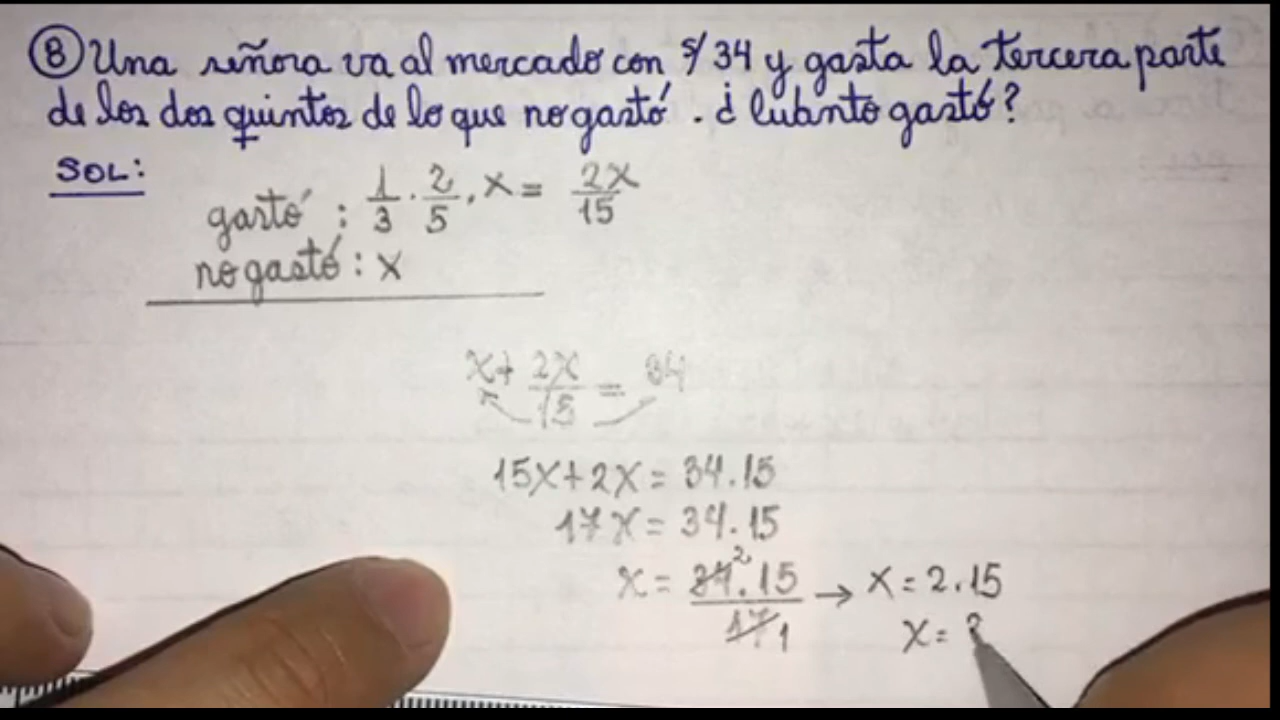 ⑧ Una señora va al mercado con s/ 34 y gasta la tercera parte
de los dos quintos de lo que no gastó. ¿Cuánto gastó?
SOL:
gastó : 1/3 . 2/5 . x = 2x/15
no gastó : x
x + 2x/15 = 34
15x + 2x = 34.15
17x = 34.15
x = 34.15/17 2 1 → x = 2.15
x =